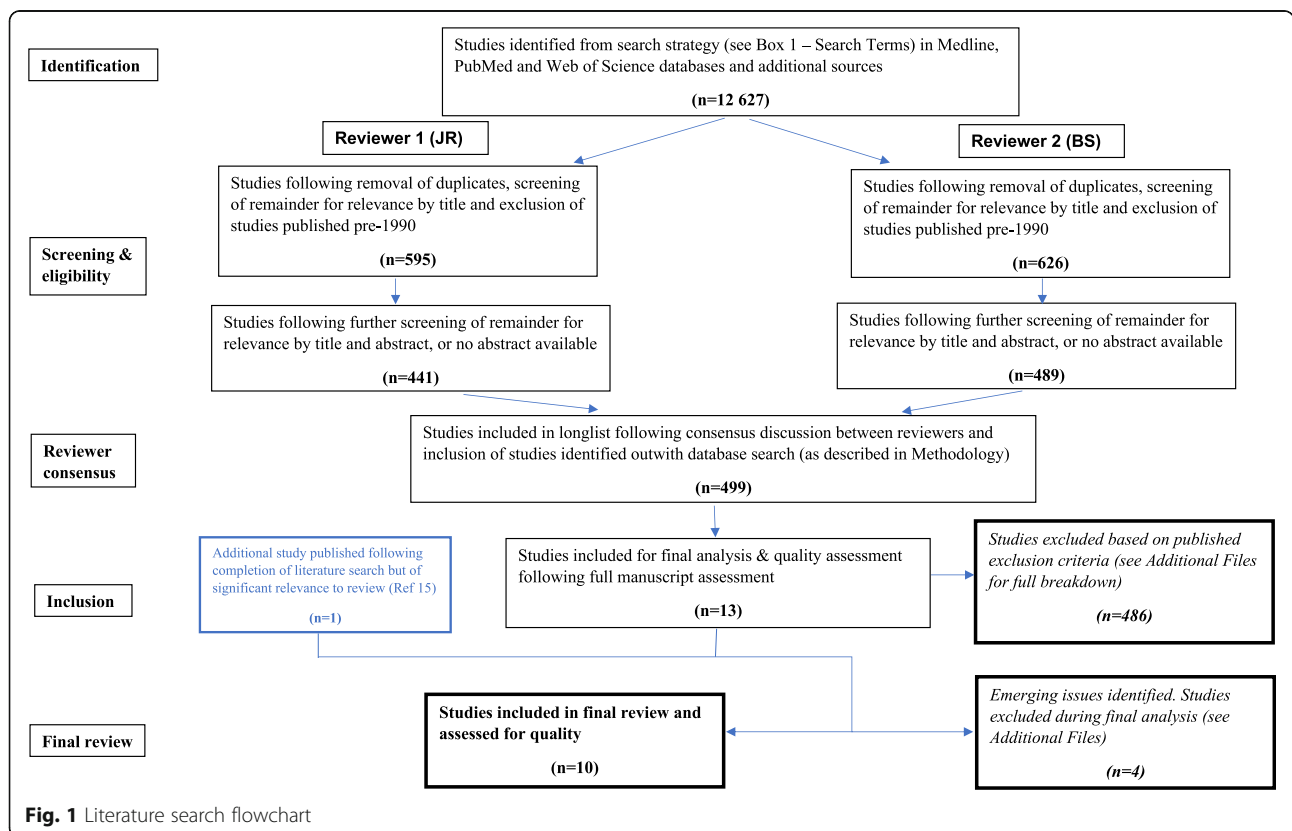 Identification
Studies identified from search strategy (see Box 1 – Search Terms) in Medline,
PubMed and Web of Science databases and additional sources
(n=12 627)
Reviewer 1 (JR)
Reviewer 2 (BS)
Studies following removal of duplicates, screening
of remainder for relevance by title and exclusion of
studies published pre-1990
(n=595)
Studies following removal of duplicates, screening
of remainder for relevance by title and exclusion of
studies published pre-1990
(n=626)
Screening &
eligibility
Studies following further screening of remainder for
relevance by title and abstract, or no abstract available
(n=441)
Studies following further screening of remainder for
relevance by title and abstract, or no abstract available
(n=489)
Reviewer
consensus
Studies included in longlist following consensus discussion between reviewers and
inclusion of studies identified outwith database search (as described in Methodology)
(n=499)
Additional study published following
completion of literature search but of
significant relevance to review (Ref 15)
(n=1)
Studies included for final analysis & quality assessment
following full manuscript assessment
(n=13)
Studies excluded based on published
exclusion criteria (see Additional Files
for full breakdown)
(n=486)
Inclusion
Studies included in final review and
assessed for quality
(n=10)
Emerging issues identified. Studies
excluded during final analysis (see
Additional Files)
(n=4)
Final review
Fig. 1 Literature search flowchart